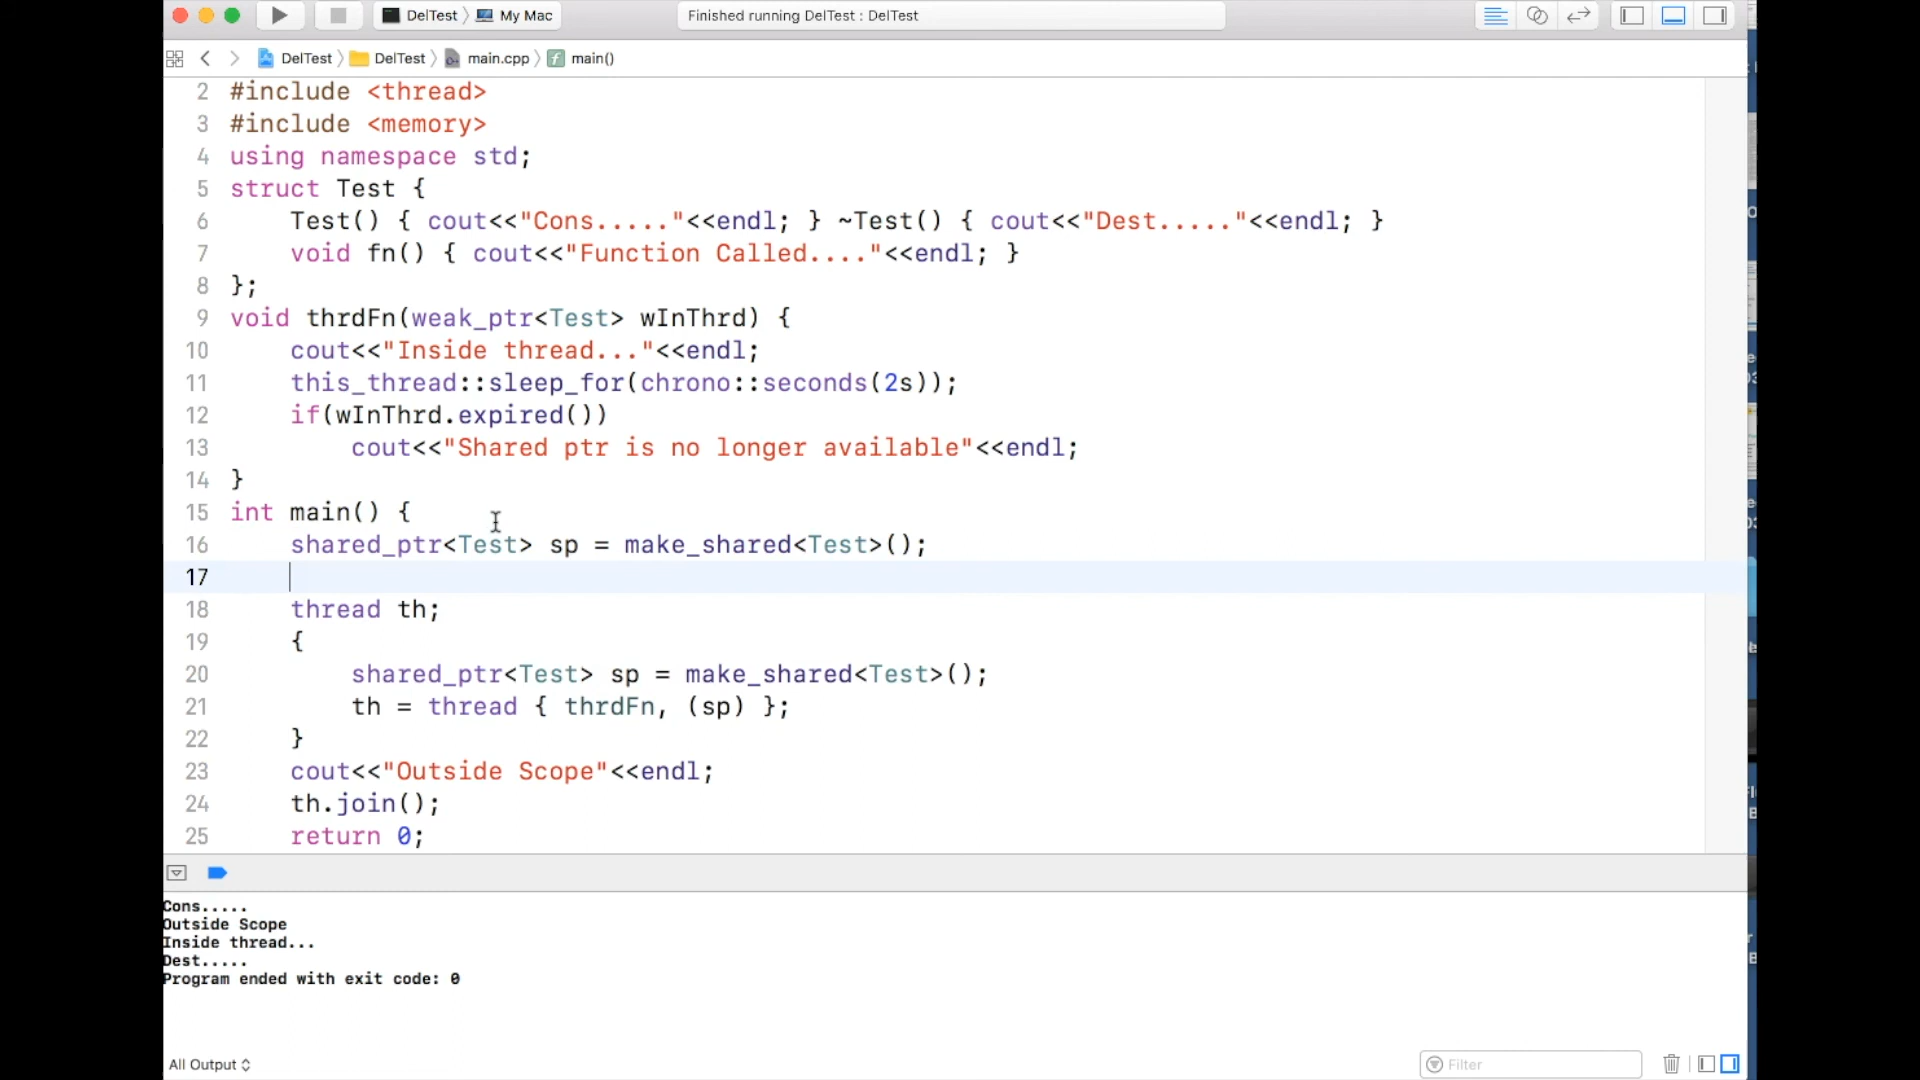 DelTest 〉 My Mac
Finished running DelTest : DelTest
DelTest 〉 DelTest 〉 main.cpp 〉 f main()
2 #include <thread>
3 #include <memory>
4 using namespace std;
5 struct Test {
6 Test() { cout<<"Cons....."<<endl; } ~Test() { cout<<"Dest....."<<endl; }
7 void fn() { cout<<"Function Called...."<<endl; }
8 };
9 void thrdFn(weak_ptr<Test> wInThrd) {
10 cout<<"Inside thread..."<<endl;
11 this_thread::sleep_for(chrono::seconds(2s));
12 if(wInThrd.expired())
13 cout<<"Shared ptr is no longer available"<<endl;
14 }
15 int main() {
16 shared_ptr<Test> sp = make_shared<Test>();
17
18 thread th;
19 {
20 shared_ptr<Test> sp = make_shared<Test>();
21 th = thread { thrdFn, (sp) };
22 }
23 cout<<"Outside Scope"<<endl;
24 th.join();
25 return 0;
Cons.....
Outside Scope
Inside thread...
Dest.....
Program ended with exit code: 0
All Output
Filter